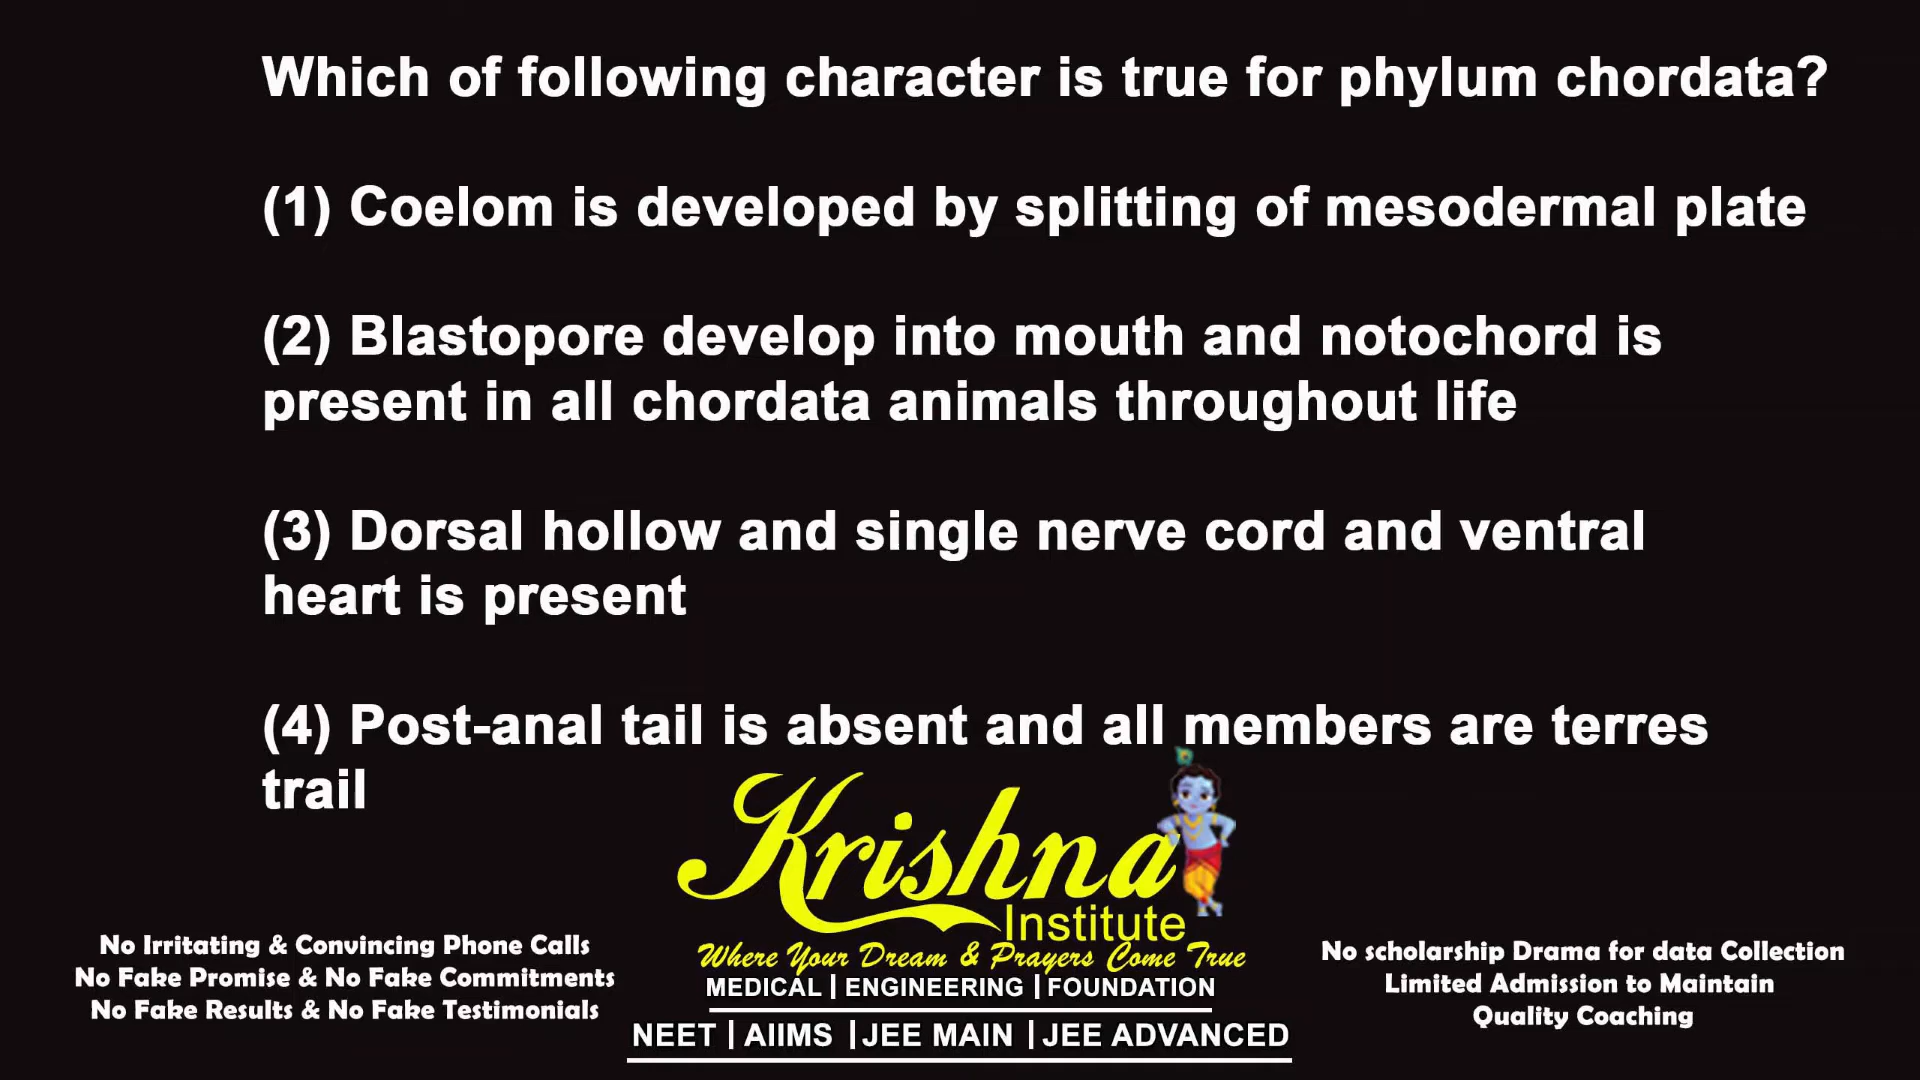 Which of following character is true for phylum chordata?
(1) Coelom is developed by splitting of mesodermal plate
(2) Blastopore develop into mouth and notochord is
present in all chordata animals throughout life
(3) Dorsal hollow and single nerve cord and ventral
heart is present
(4) Post-anal tail is absent and all members are terres
trail
Krishna
Institute
Where Your Dream & Prayers Come True
MEDICAL | ENGINEERING | FOUNDATION
NEET | AIIMS | JEE MAIN | JEE ADVANCED
No Irritating & Convincing Phone Calls
No Fake Promise & No Fake Commitments
No Fake Results & No Fake Testimonials
No scholarship Drama for data Collection
Limited Admission to Maintain
Quality Coaching